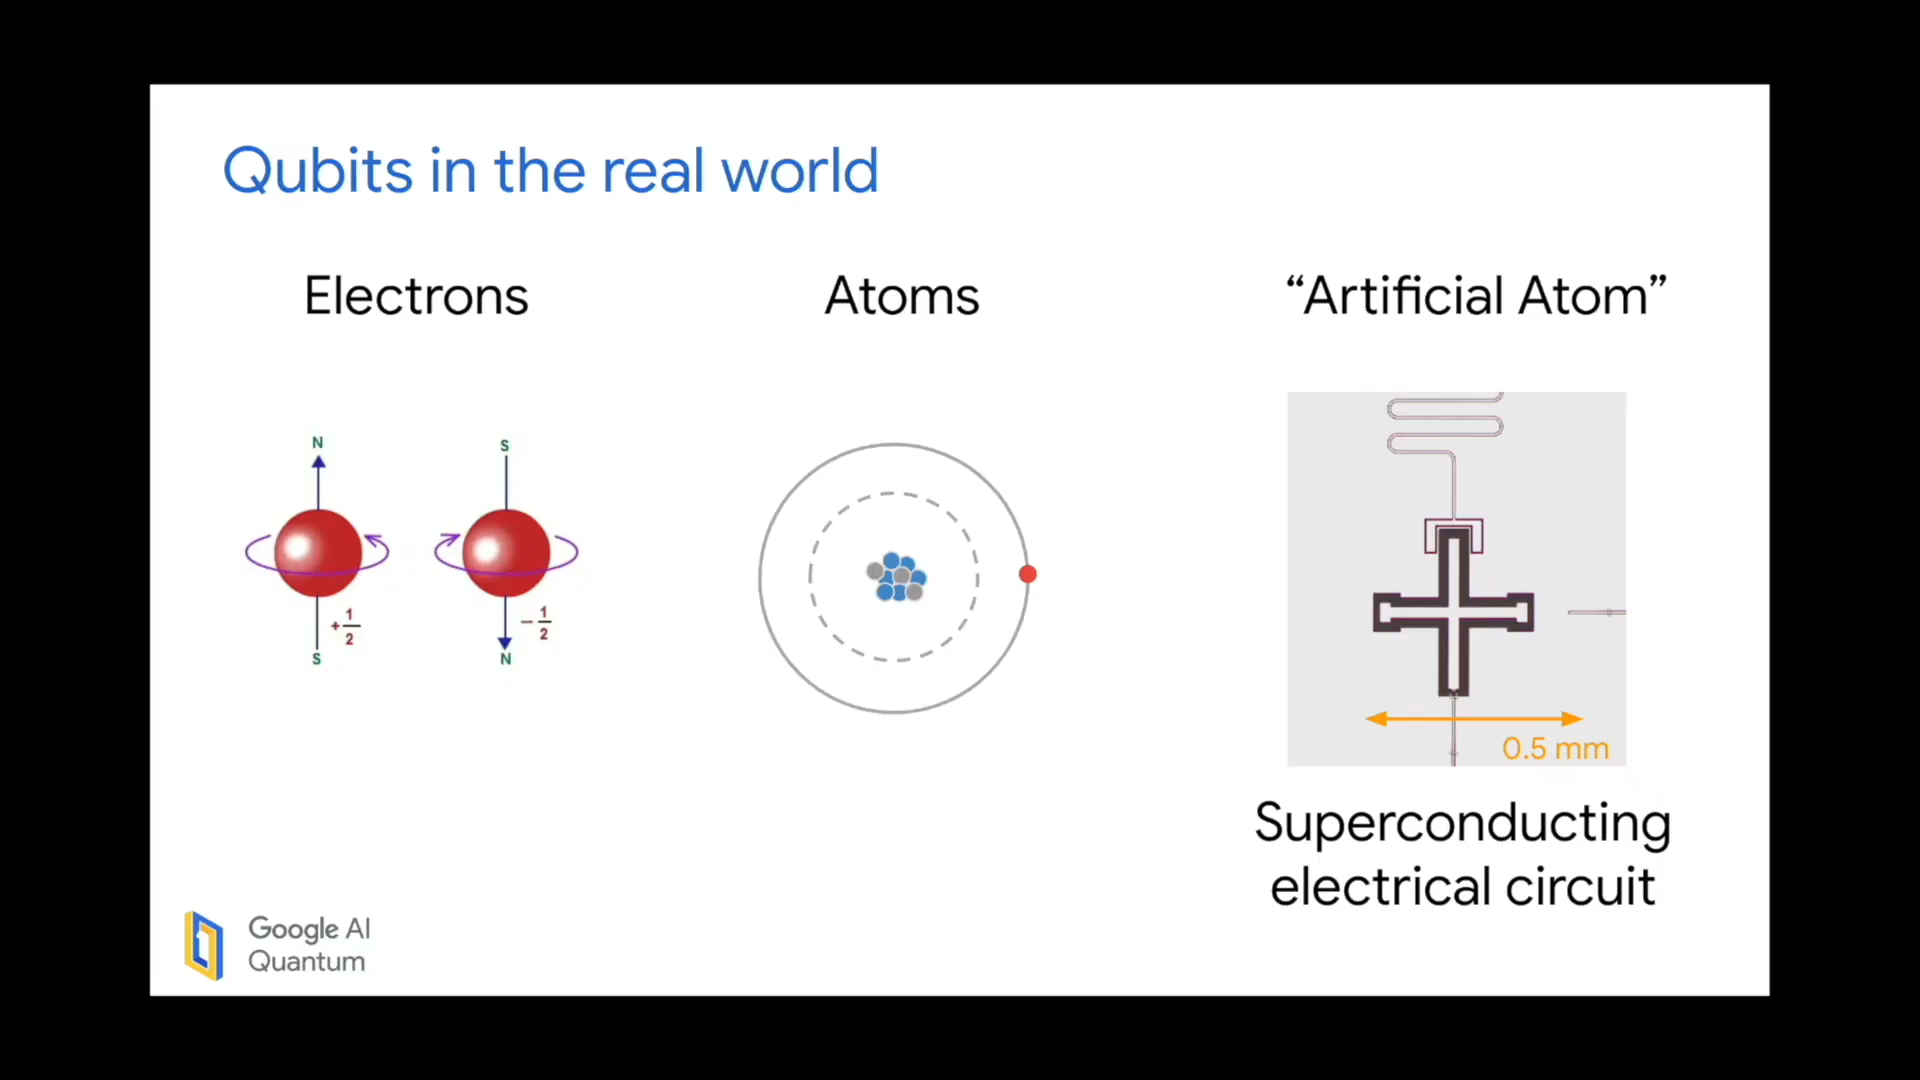 Qubits in the real world
Electrons
Atoms
“Artificial Atom”
N
S
+1/2
S
S
-1/2
N
0.5 mm
Superconducting
electrical circuit
Google AI
Quantum